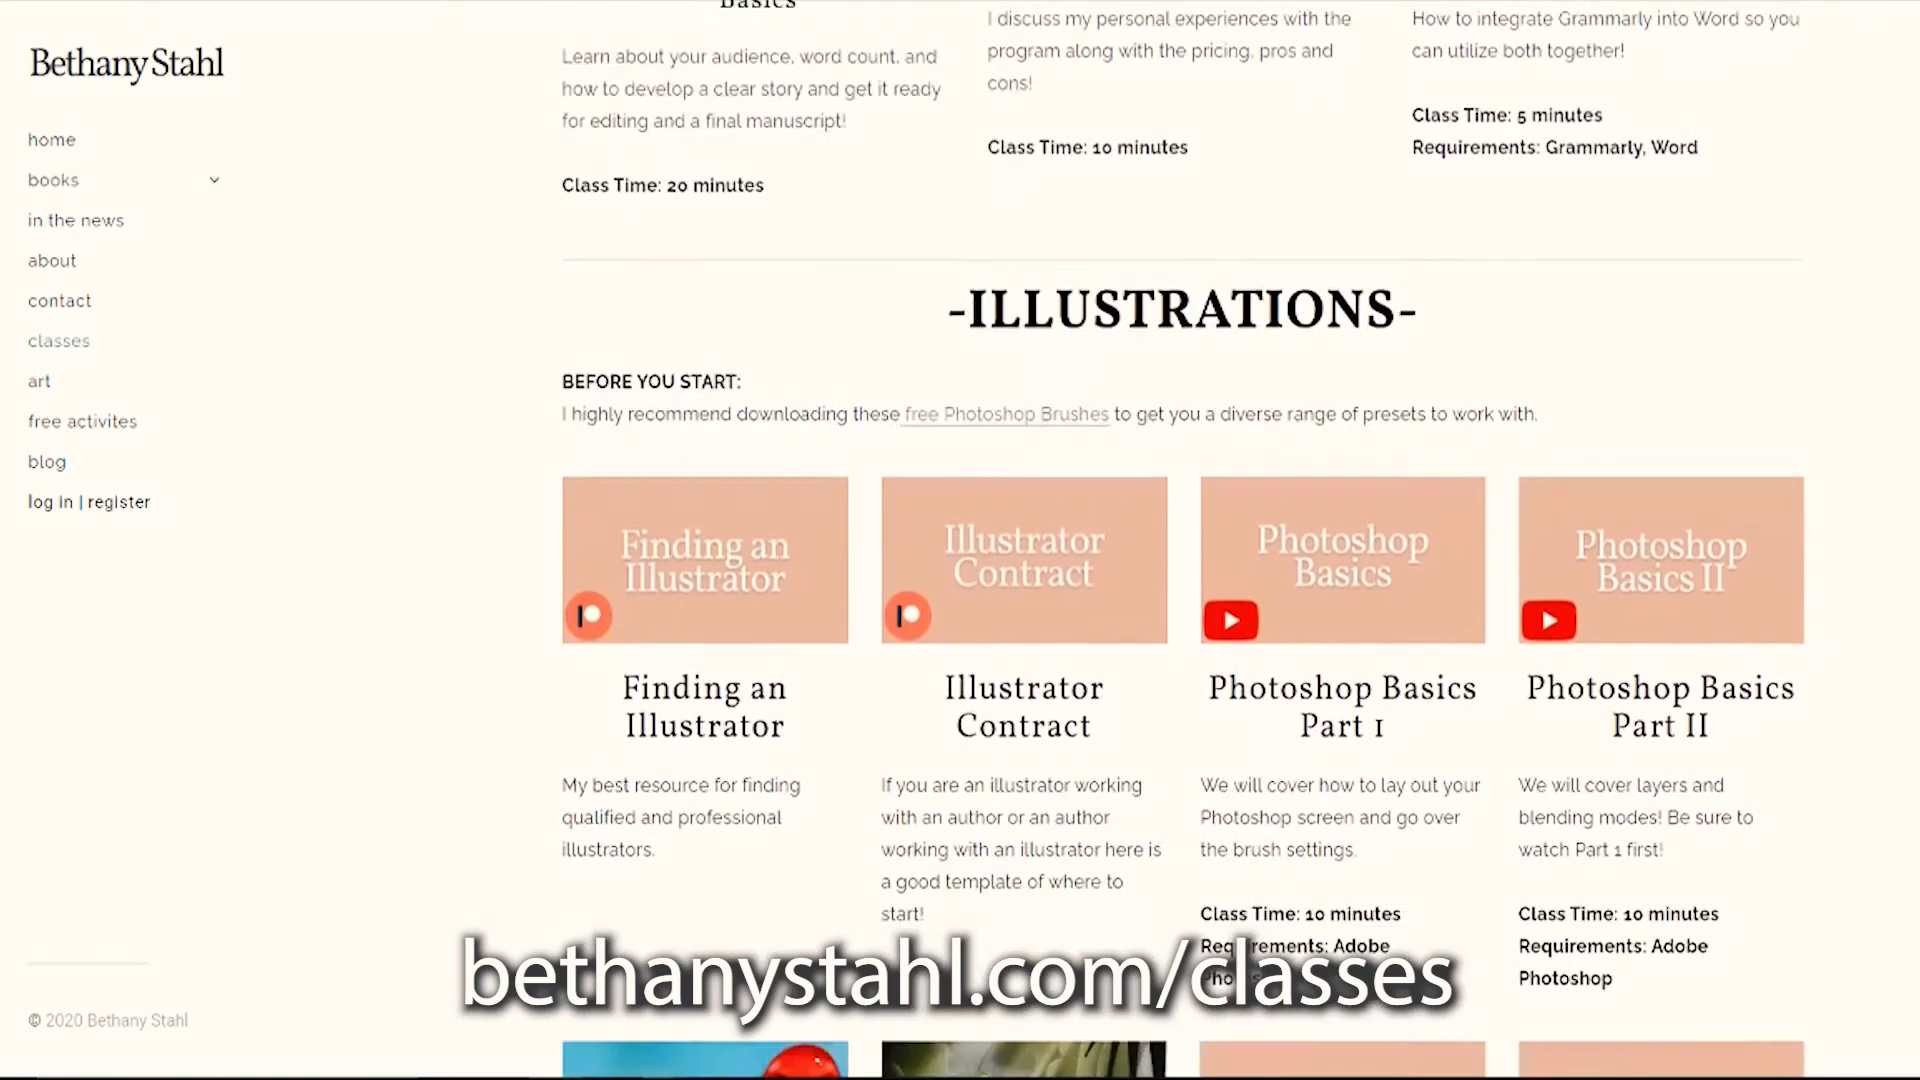 Bethany Stahl
home
books
in the news
about
contact
classes
art
free activites
blog
log in | register
© 2020 Bethany Stahl
Basics
Learn about your audience, word count, and
how to develop a clear story and get it ready
for editing and a final manuscript!
Class Time: 20 minutes
I discuss my personal experiences with the
program along with the pricing, pros and
cons!
Class Time: 10 minutes
How to integrate Grammarly into Word so you
can utilize both together!
Class Time: 5 minutes
Requirements: Grammarly, Word
-ILLUSTRATIONS-
BEFORE YOU START:
I highly recommend downloading these free Photoshop Brushes to get you a diverse range of presets to work with.
Finding an
Illustrator
Finding an
Illustrator
My best resource for finding
qualified and professional
illustrators.
Illustrator
Contract
Illustrator
Contract
If you are an illustrator working
with an author or an author
working with an illustrator here is
a good template of where to
start!
Photoshop
Basics
Photoshop Basics
Part 1
We will cover how to lay out your
Photoshop screen and go over
the brush settings.
Class Time: 10 minutes
Requirements: Adobe
Photoshop
Basics II
Photoshop Basics
Part II
We will cover layers and
blending modes! Be sure to
watch Part 1 first!
Class Time: 10 minutes
Requirements: Adobe
Photoshop
bethanystahl.com/classes